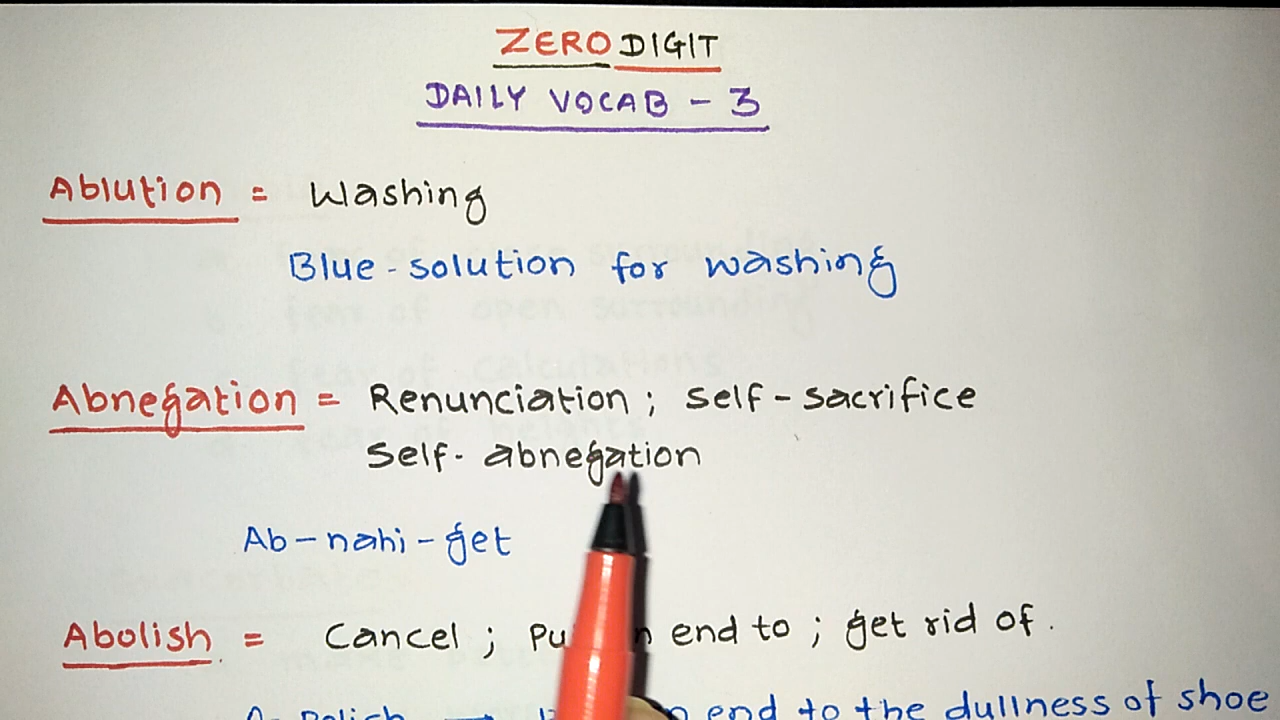 ZERO DIGIT
DAILY VOCAB - 3
Ablution = Washing
Blue-solution for washing
Abnegation = Renunciation ; self-sacrifice
Self-abnegation
Ab-nahi-get
Abolish = Cancel ; end to ; get rid of.
end to the dullness of shoe